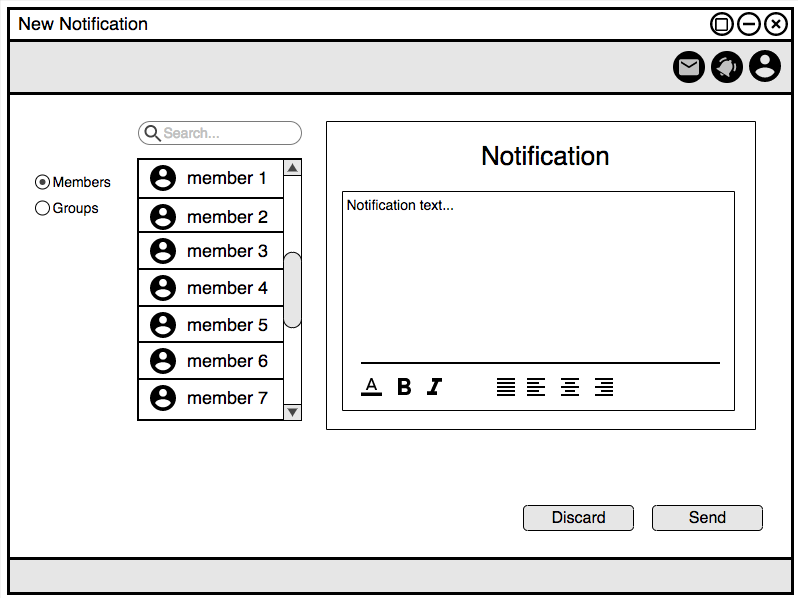 New Notification
Search...
Members
Groups
member 1
member 2
member 3
member 4
member 5
member 6
member 7
Notification
Notification text...
A B I
Discard
Send